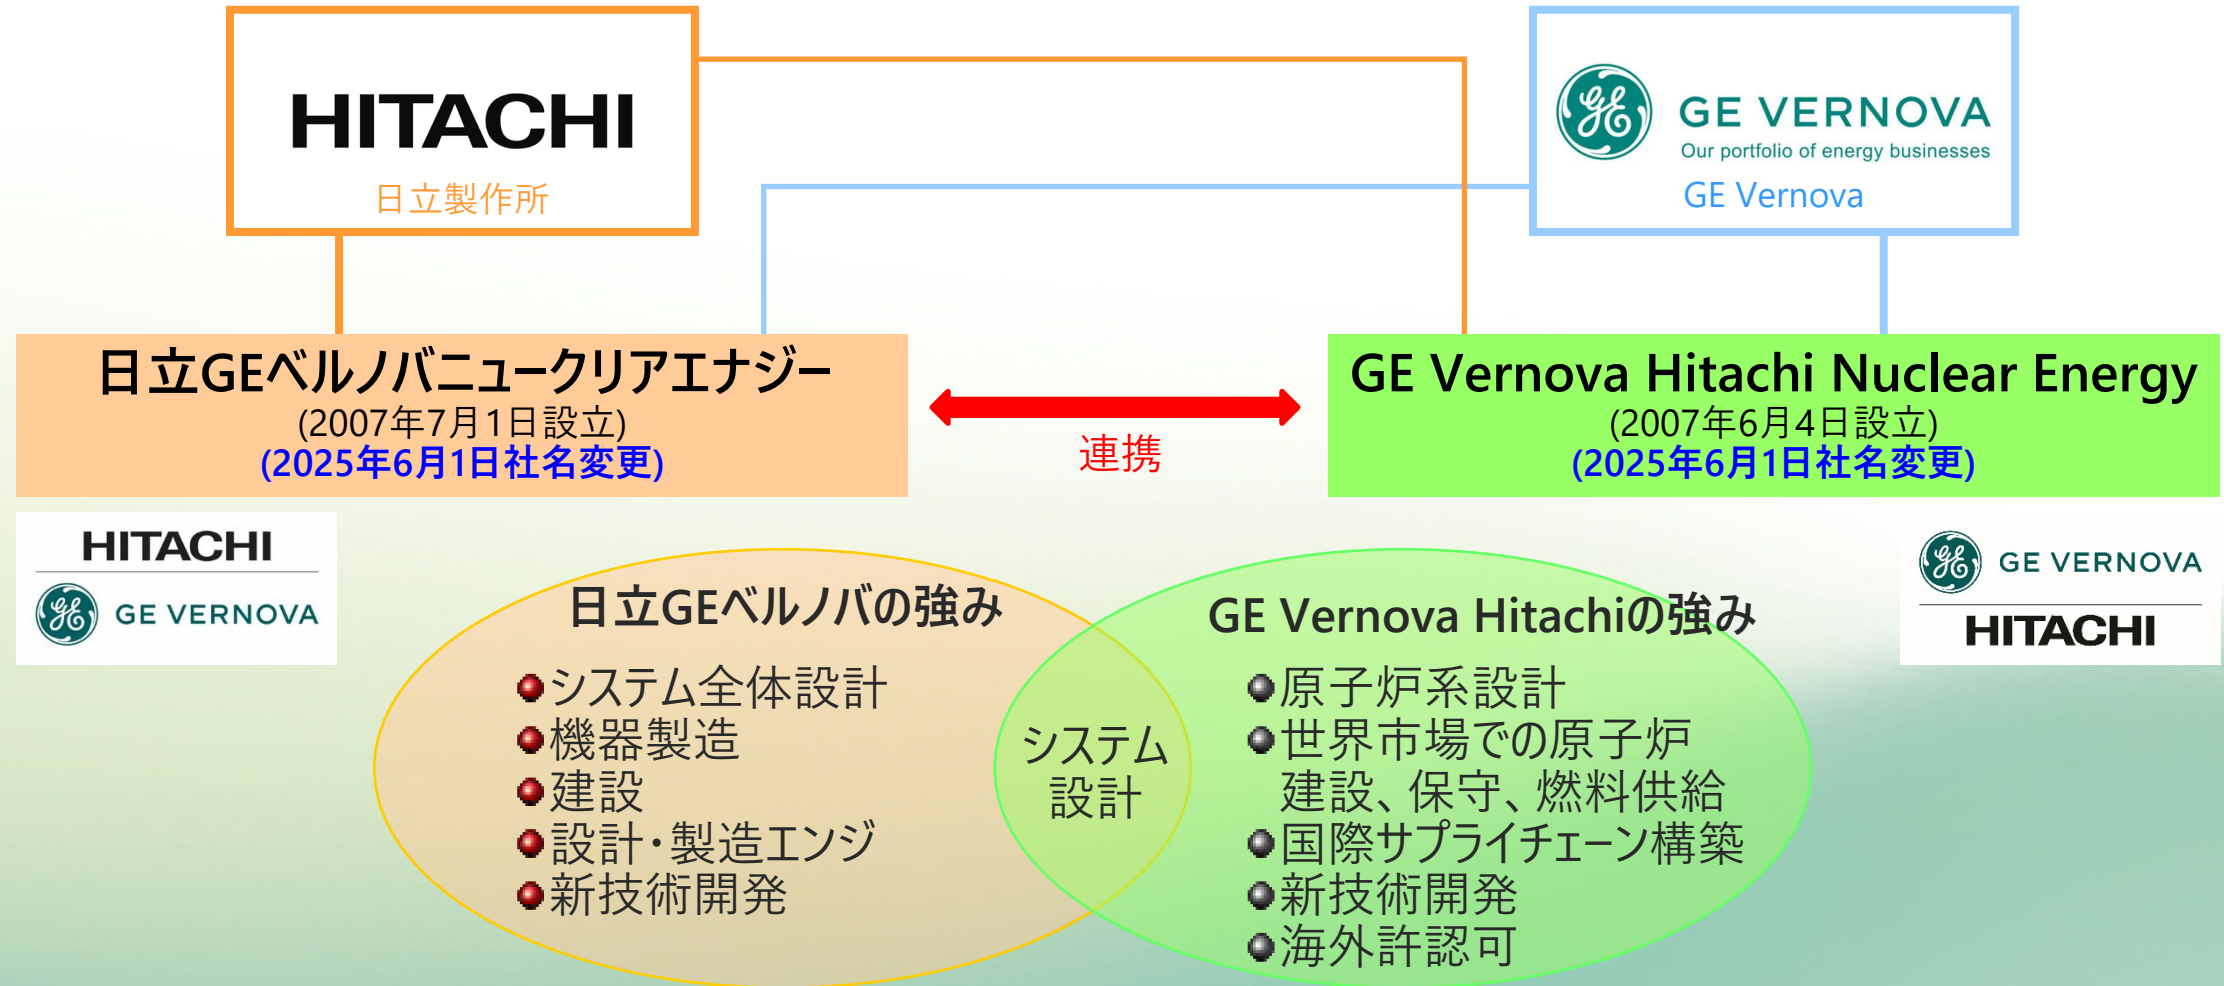 HITACHI
日立製作所
GE
GE VERNOVA
Our portfolio of energy businesses
GE Vernova
日立GEベルノバニュークリアエナジー
(2007年7月1日設立)
(2025年6月1日社名変更)
連携
GE Vernova Hitachi Nuclear Energy
(2007年6月4日設立)
(2025年6月1日社名変更)
HITACHI
GE
GE VERNOVA
GE
GE VERNOVA
HITACHI
日立GEベルノバの強み
システム全体設計
機器製造
建設
設計・製造エンジ
新技術開発
システム
設計
GE Vernova Hitachiの強み
原子炉系設計
世界市場での原子炉
建設、保守、燃料供給
国際サプライチェーン構築
新技術開発
海外許認可